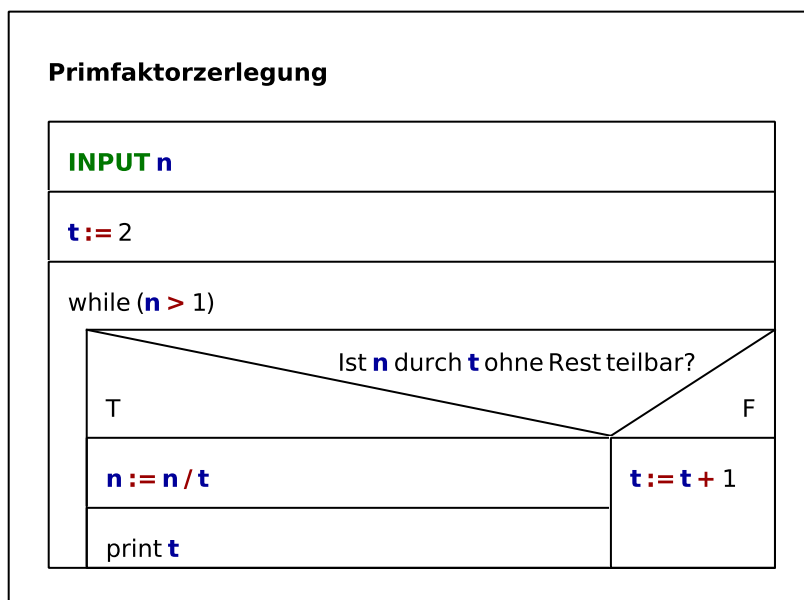 Primfaktorzerlegung
INPUT n
t := 2
while (n > 1)
Ist n durch t ohne Rest teilbar?
T
F
n := n / t
t := t + 1
print t